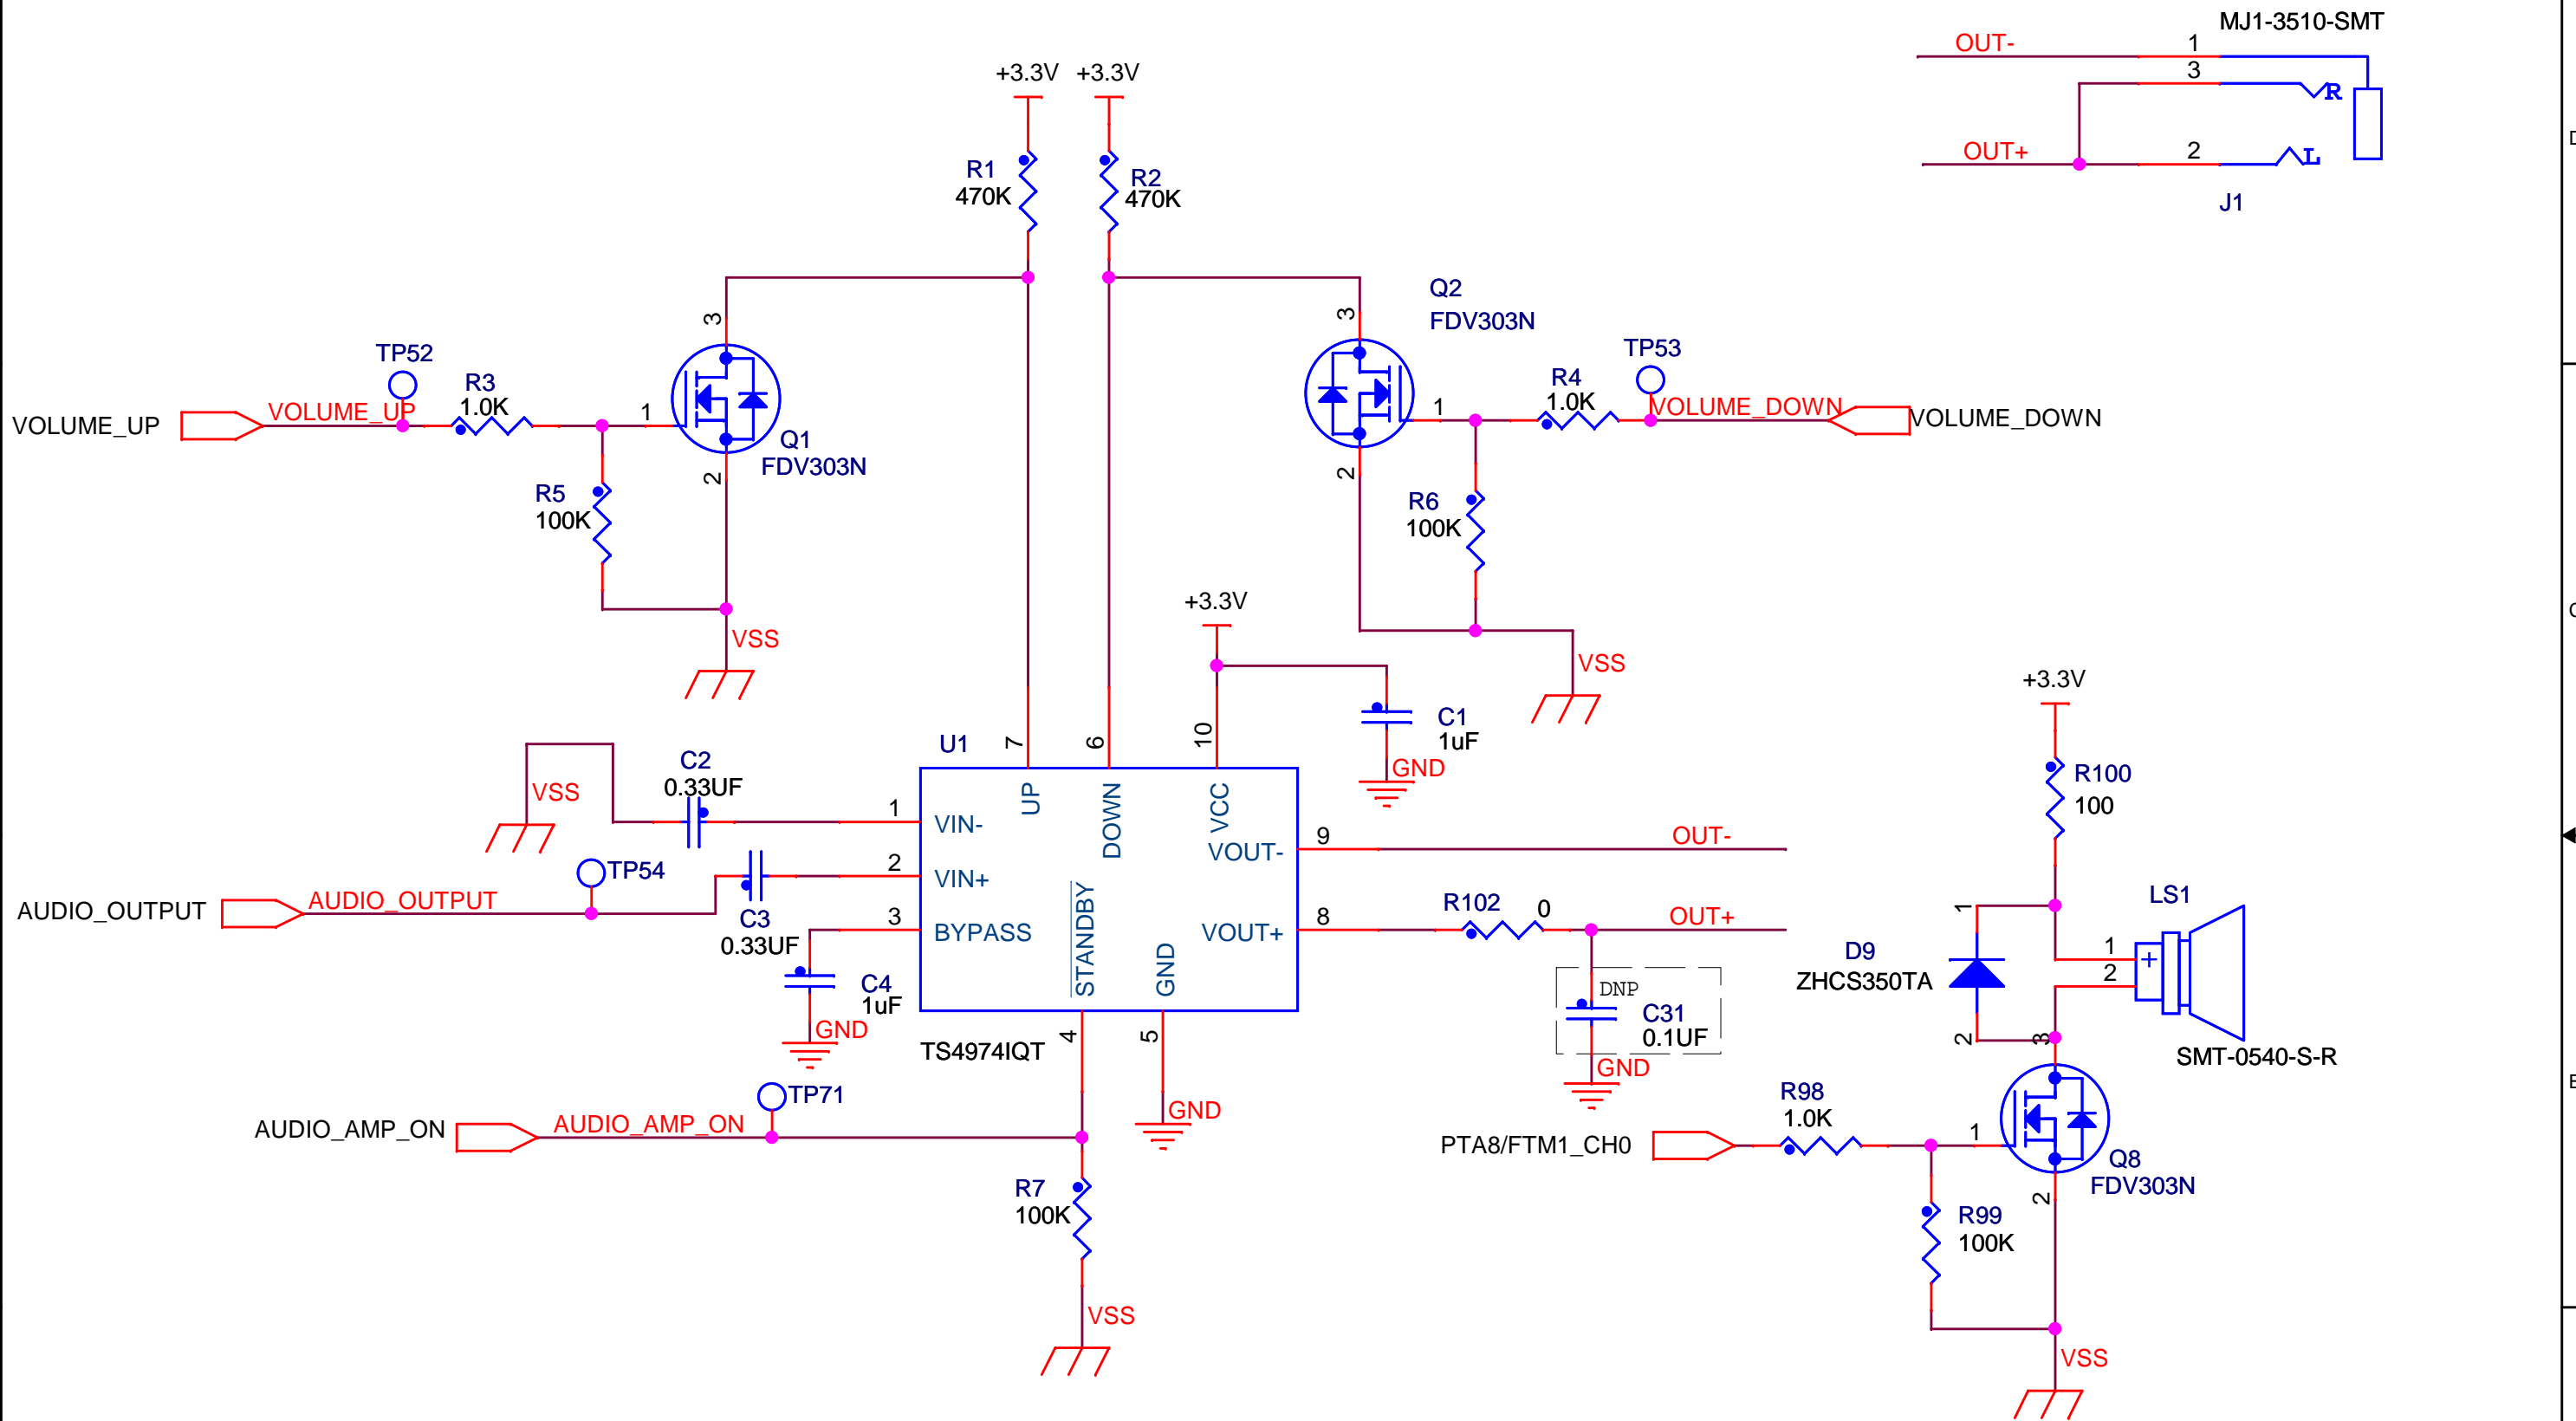 MJ1-3510-SMT
OUT-
1
3
R
OUT+
2
L
J1
+3.3V
+3.3V
R1
470K
R2
470K
Q2
FDV303N
3
3
TP52
TP53
R3
1.0K
R4
1.0K
VOLUME_UP
VOLUME_UP
1
1
VOLUME_DOWN
VOLUME_DOWN
Q1
FDV303N
2
2
R5
100K
R6
100K
+3.3V
VSS
VSS
+3.3V
C1
1uF
GND
U1
7
6
10
C2
0.33UF
VSS
R100
100
1
VIN-
UP
DOWN
VCC
VOUT-
9
OUT-
2
VIN+
TP54
AUDIO_OUTPUT
AUDIO_OUTPUT
C3
0.33UF
3
BYPASS
STANDBY
GND
VOUT+
8
R102
0
OUT+
LS1
1
D9
ZHCS350TA
1
2
+
2
3
SMT-0540-S-R
C4
1uF
GND
DNP
C31
0.1UF
GND
TS4974IQT
4
5
TP71
GND
AUDIO_AMP_ON
AUDIO_AMP_ON
R98
1.0K
PTA8/FTM1_CH0
1
Q8
FDV303N
2
R7
100K
R99
100K
VSS
VSS